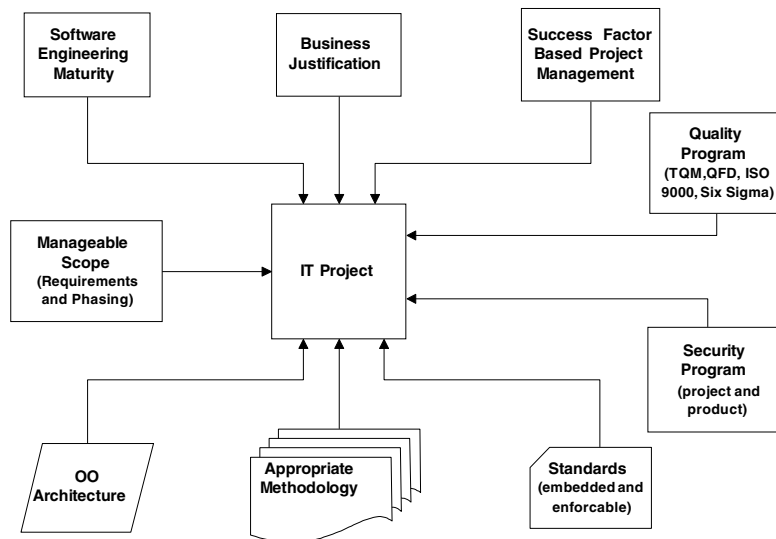 Software
Engineering
Maturity
Business
Justification
Success Factor
Based Project
Management
Quality
Program
(TQM,QFD, ISO
9000, Six Sigma)
Manageable
Scope
(Requirements
and Phasing)
IT Project
Security
Program
(project and
product)
OO
Architecture
Appropriate
Methodology
Standards
(embedded and
enforcable)